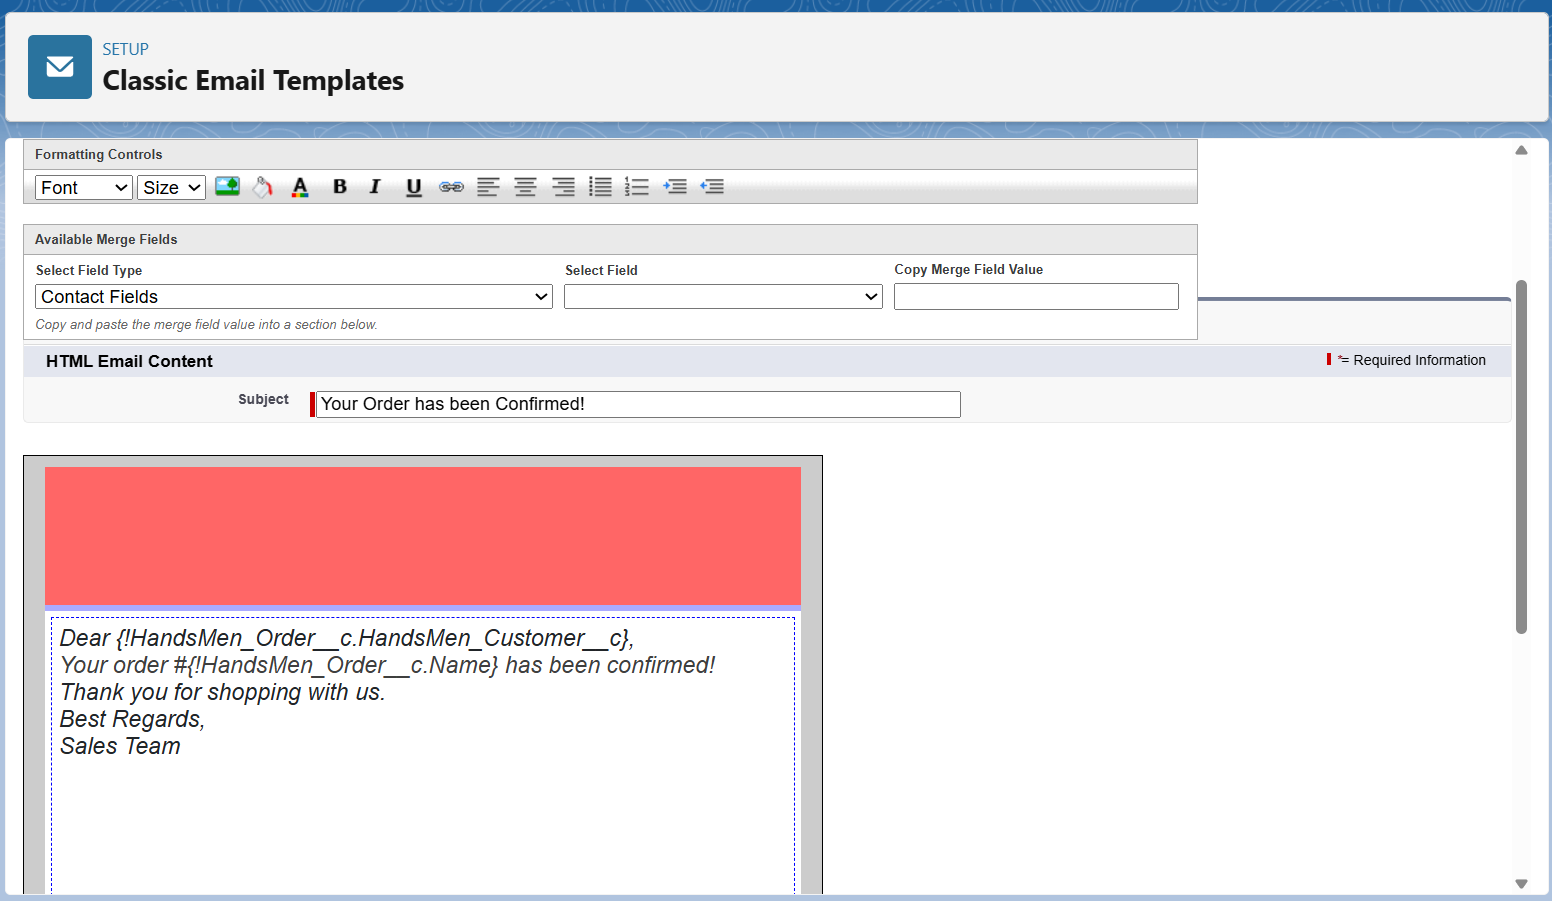 SETUP
Classic Email Templates
Formatting Controls
Font Size A B I U
Available Merge Fields
Select Field Type Select Field Copy Merge Field Value
Contact Fields
Copy and paste the merge field value into a section below.
HTML Email Content *= Required Information
Subject Your Order has been Confirmed!
Dear {!HandsMen_Order__c.HandsMen_Customer__c},
Your order #{!HandsMen_Order__c.Name} has been confirmed!
Thank you for shopping with us.
Best Regards,
Sales Team